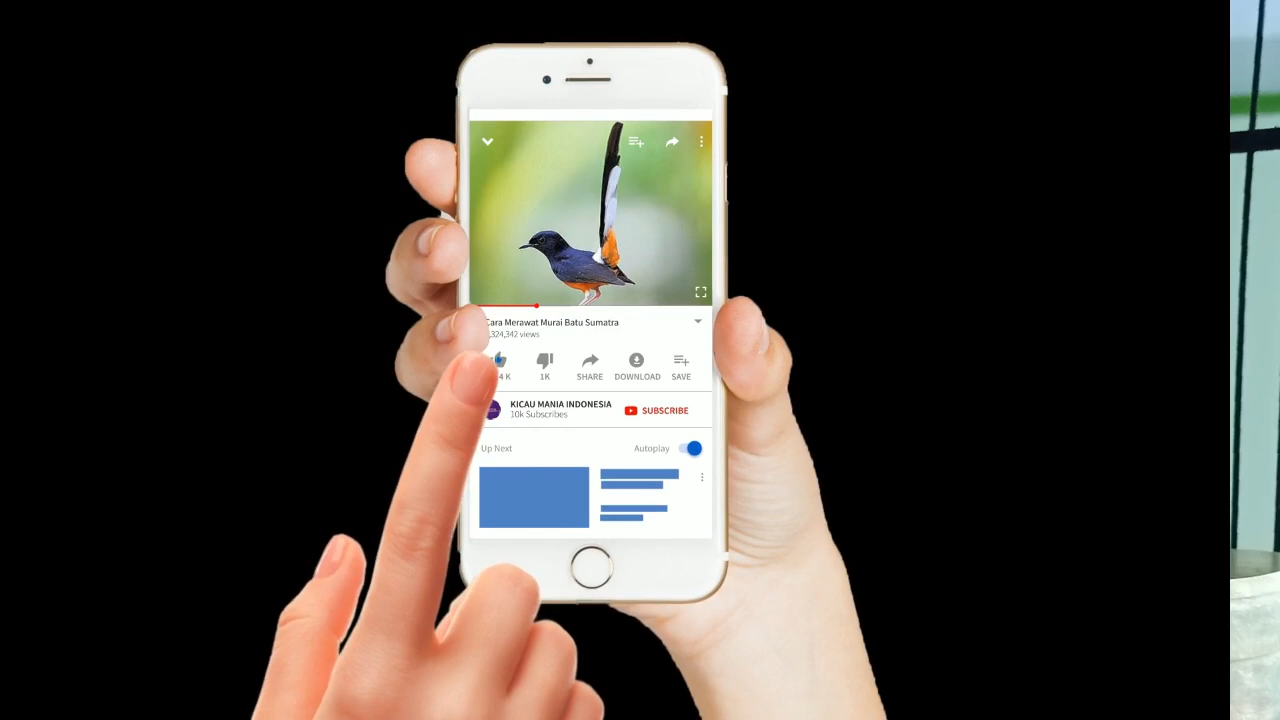 Cara Merawat Murai Batu Sumatra
,324,342 views
4 K
1K
SHARE
DOWNLOAD
SAVE
KICAU MANIA INDONESIA
10k Subscribes
SUBSCRIBE
Up Next
Autoplay